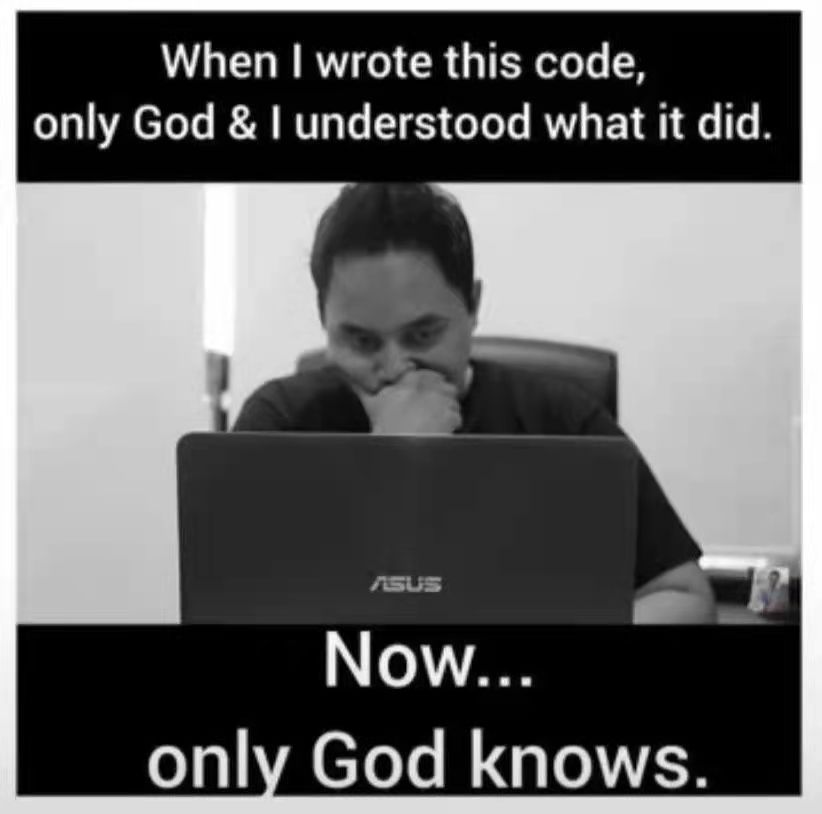 When I wrote this code,
only God & I understood what it did.
ASUS
Now...
only God knows.